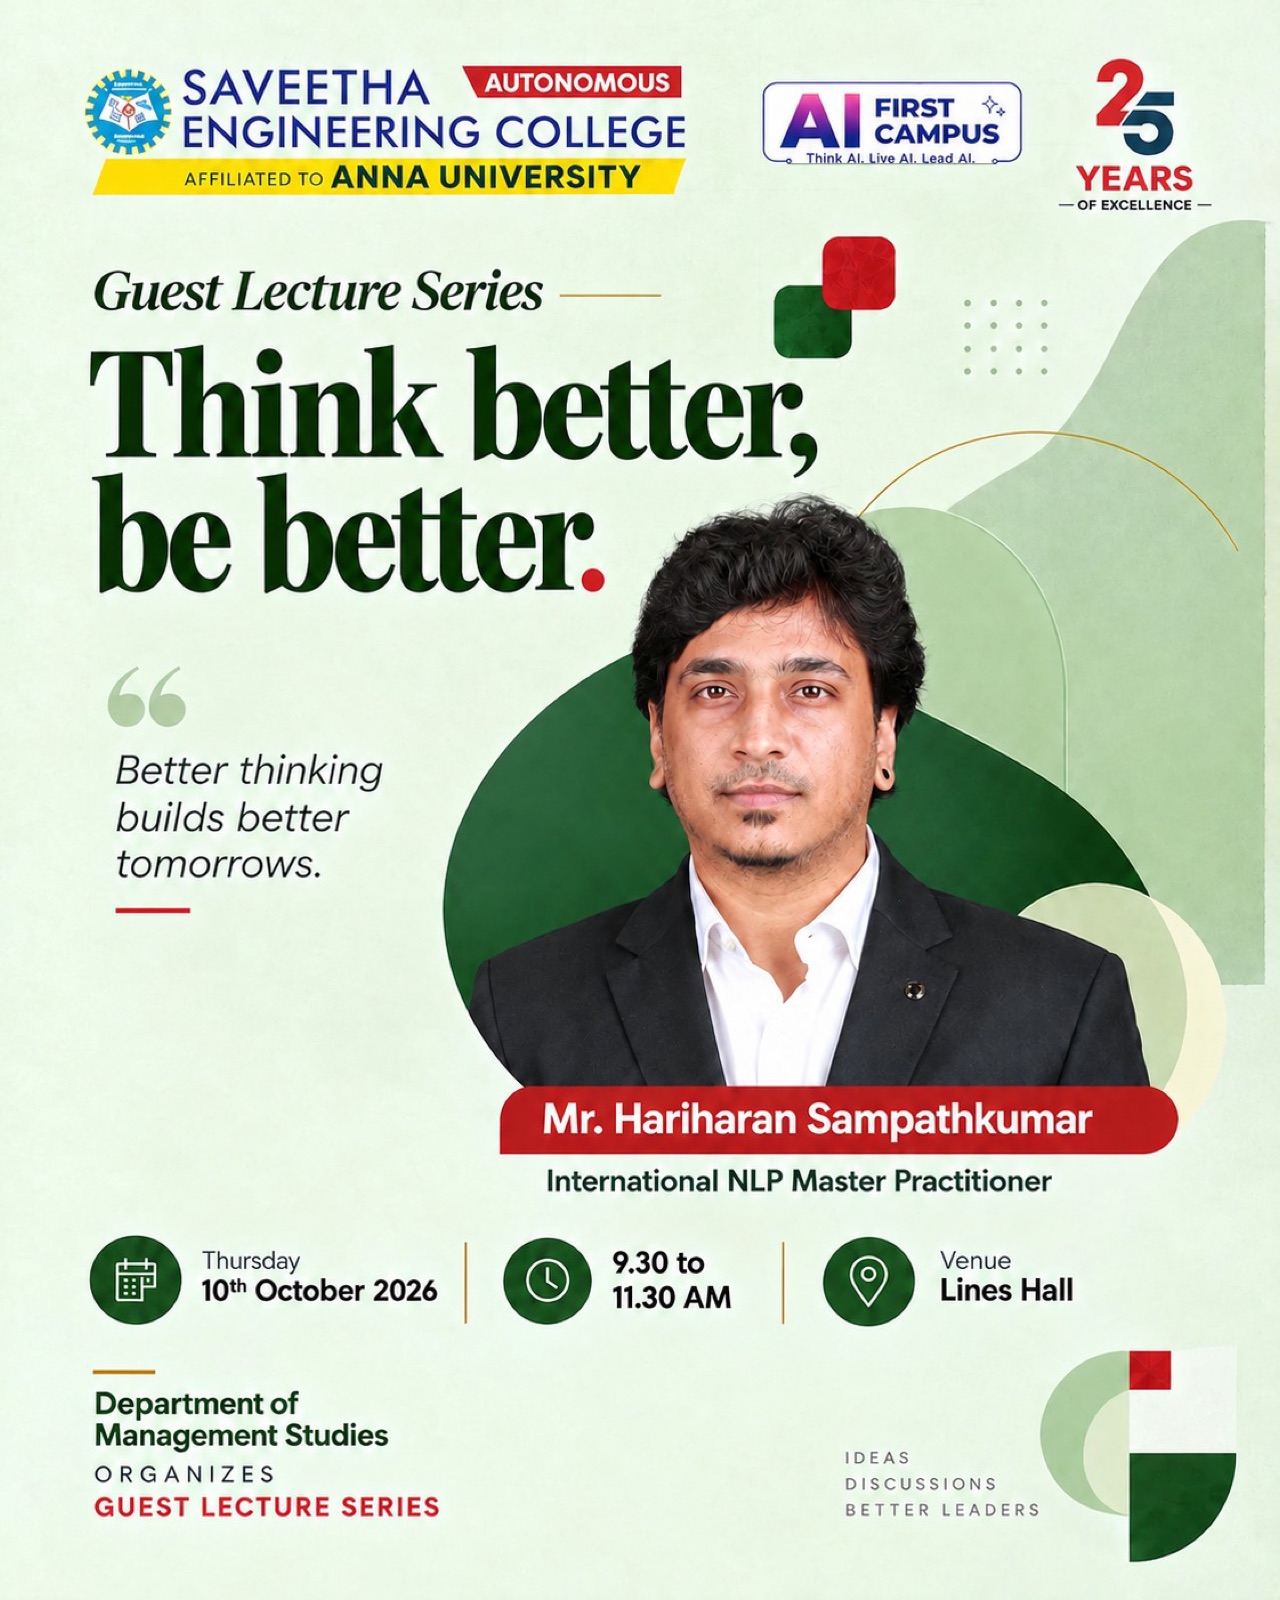 SAVEETHA
AUTONOMOUS
ENGINEERING COLLEGE
AFFILIATED TO ANNA UNIVERSITY
AI FIRST
CAMPUS
Think AI. Live AI. Lead AI.
25
YEARS
OF EXCELLENCE
Guest Lecture Series
Think better,
be better.
“
Better thinking
builds better
tomorrows.
Mr. Hariharan Sampathkumar
International NLP Master Practitioner
Thursday
10th October 2026
9.30 to
11.30 AM
Venue
Lines Hall
Department of
Management Studies
ORGANIZES
GUEST LECTURE SERIES
IDEAS
DISCUSSIONS
BETTER LEADERS